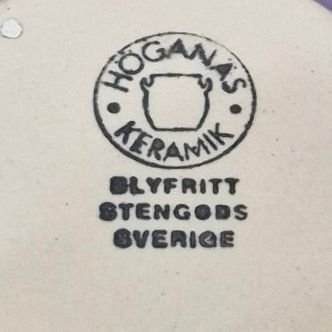 HÖGANÄS
KERAMIK
BLYFRITT
STENGODS
SVERIGE